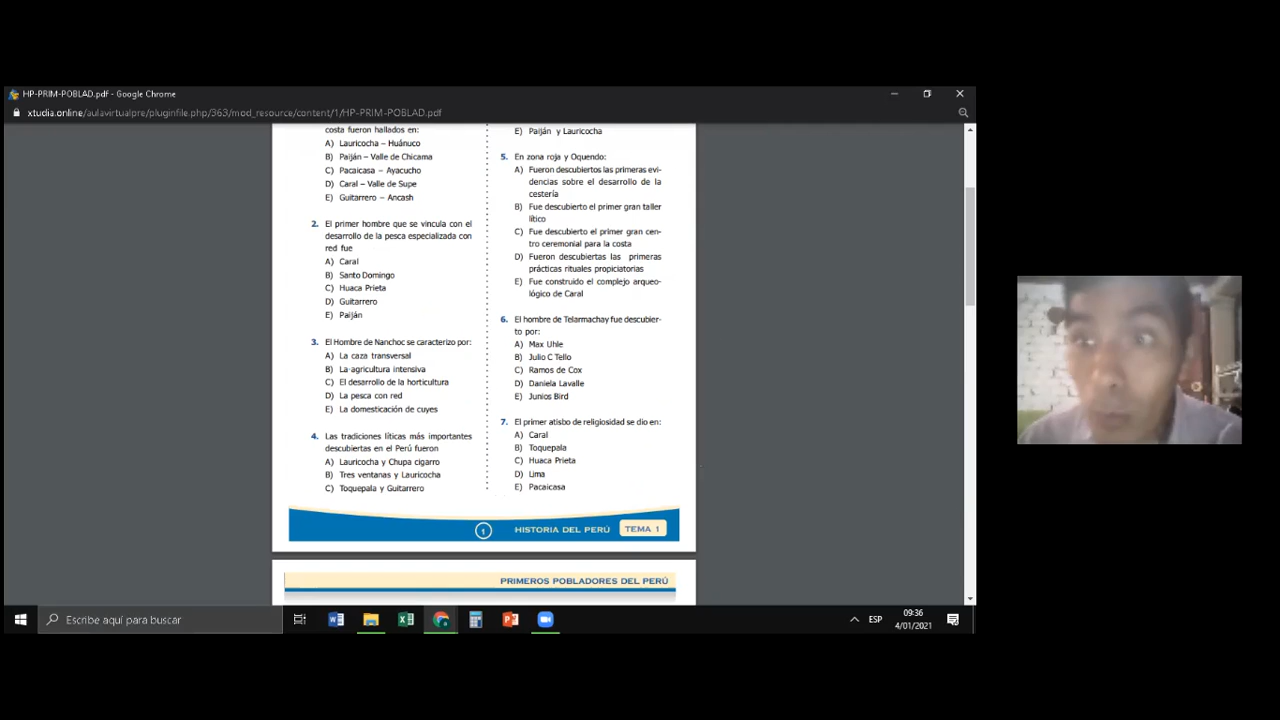 HP-PRIM-POBLAD.pdf - Google Chrome
xtudia.online/aulavirtualpre/pluginfile.php/363/mod_resource/content/1/HP-PRIM-POBLAD.pdf
costa fueron hallados en:
A) Lauricocha – Huánuco
B) Paiján – Valle de Chicama
C) Pacaicasa – Ayacucho
D) Caral – Valle de Supe
E) Guitarrero – Ancash
2. El primer hombre que se vincula con el
desarrollo de la pesca especializada con
red fue
A) Caral
B) Santo Domingo
C) Huaca Prieta
D) Guitarrero
E) Paiján
3. El Hombre de Nanchoc se caracterizo por:
A) La caza transversal
B) La agricultura intensiva
C) El desarrollo de la horticultura
D) La pesca con red
E) La domesticación de cuyes
4. Las tradiciones líticas más importantes
descubiertas en el Perú fueron
A) Lauricocha y Chupa cigarro
B) Tres ventanas y Lauricocha
C) Toquepala y Guitarrero
E) Paiján y Lauricocha
5. En zona roja y Oquendo:
A) Fueron descubiertos las primeras evi-
dencias sobre el desarrollo de la
cestería
B) Fue descubierto el primer gran taller
lítico
C) Fue descubierto el primer gran cen-
tro ceremonial para la costa
D) Fueron descubiertas las primeras
prácticas rituales propiciatorias
E) Fue construido el complejo arqueo-
lógico de Caral
6. El hombre de Telarmachay fue descubier-
to por:
A) Max Uhle
B) Julio C Tello
C) Ramos de Cox
D) Daniela Lavalle
E) Junios Bird
7. El primer atisbo de religiosidad se dio en:
A) Caral
B) Toquepala
C) Huaca Prieta
D) Lima
E) Pacaicasa
1 HISTORIA DEL PERÚ TEMA 1
PRIMEROS POBLADORES DEL PERÚ
Escribe aquí para buscar
ESP
09:36
4/01/2021